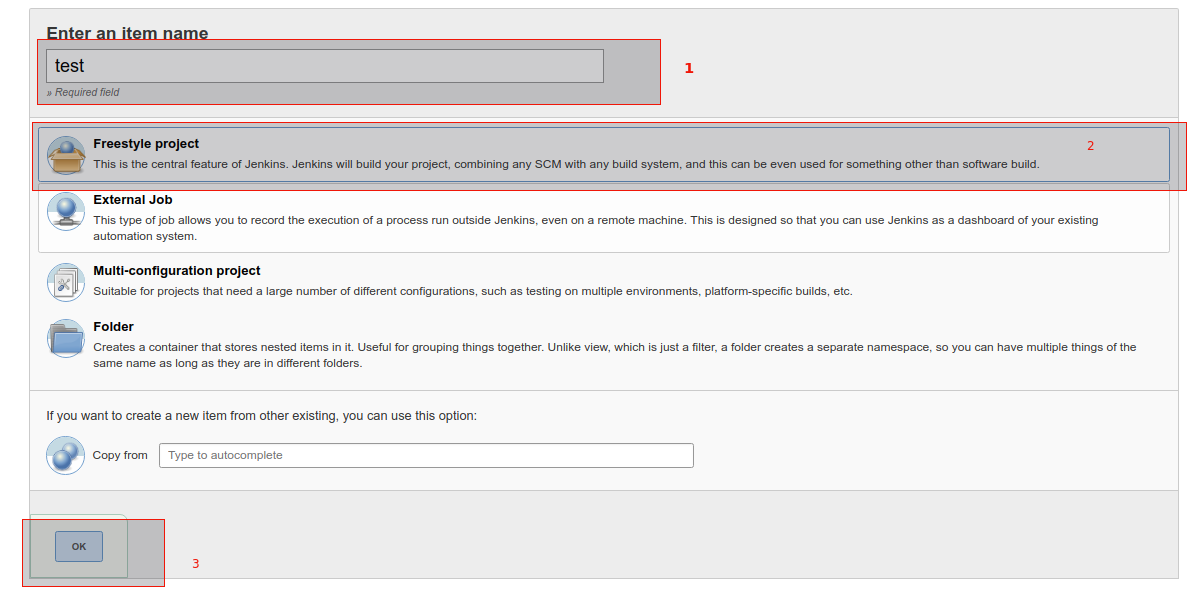 Enter an item name
test
1
» Required field
Freestyle project
2
This is the central feature of Jenkins. Jenkins will build your project, combining any SCM with any build system, and this can be even used for something other than software build.
External Job
This type of job allows you to record the execution of a process run outside Jenkins, even on a remote machine. This is designed so that you can use Jenkins as a dashboard of your existing
automation system.
Multi-configuration project
Suitable for projects that need a large number of different configurations, such as testing on multiple environments, platform-specific builds, etc.
Folder
Creates a container that stores nested items in it. Useful for grouping things together. Unlike view, which is just a filter, a folder creates a separate namespace, so you can have multiple things of the
same name as long as they are in different folders.
If you want to create a new item from other existing, you can use this option:
Copy from
Type to autocomplete
OK
3